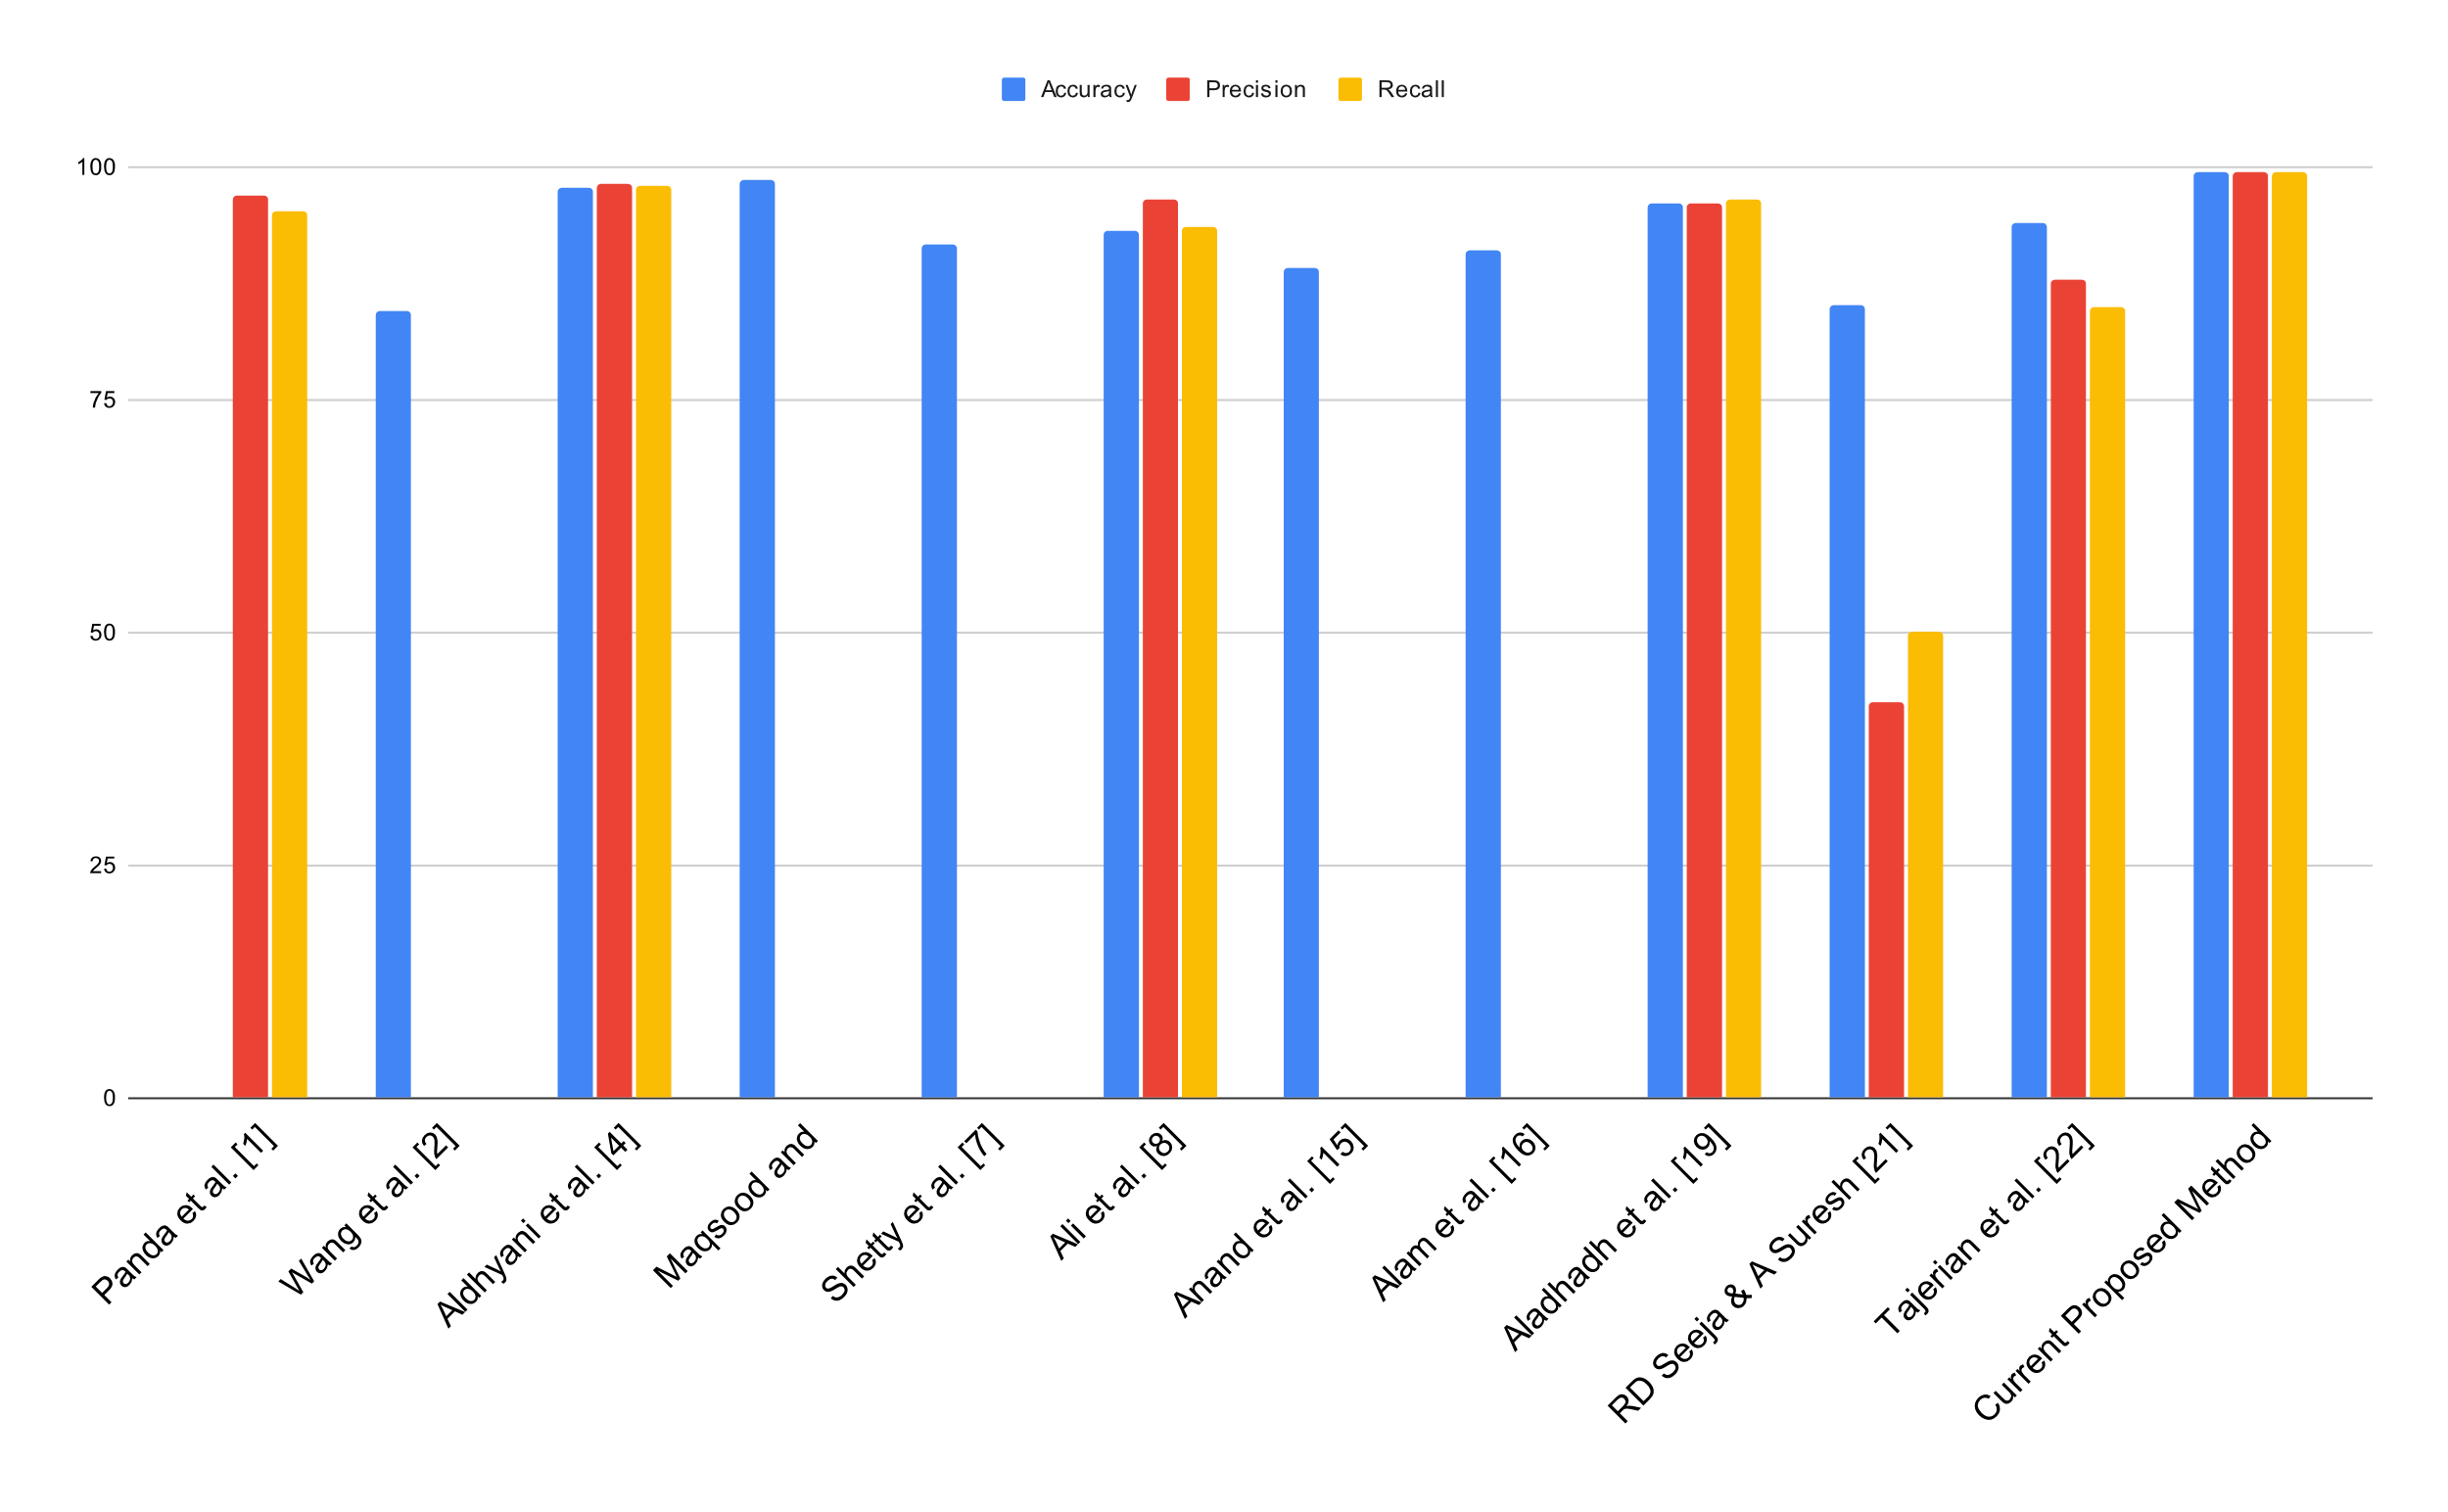 Accuracy Precision Recall
100
75
50
25
0
Panda et al. [1]
Wang et al. [2]
Aldhyani et al. [4]
Maqsood and
Shetty et al. [7]
Ali et al. [8]
Anand et al. [15]
Alam et al. [16]
Aladhadh et al. [19]
RD Seeja & A Suresh [21]
Tajerian et al. [22]
Current Proposed Method